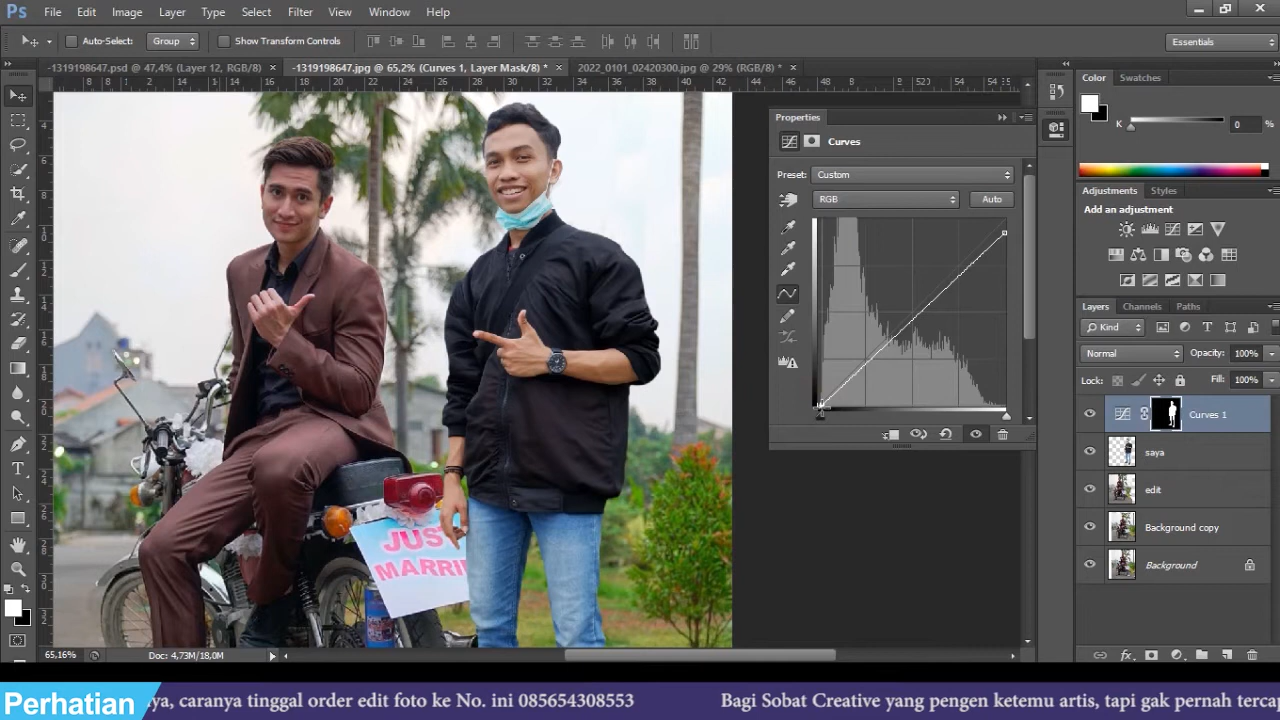 Ps File Edit Image Layer Type Select Filter View Window Help
Auto-Select: Group Show Transform Controls Essentials
-1319198647.psd @ 47,4% (Layer 12, RGB/8) × -1319198647.jpg @ 65,2% (Curves 1, Layer Mask/8) * × 2022_0101_02420300.jpg @ 29% (RGB/8) * ×
Color Swatches
K 0 %
Properties
Curves
Preset: Custom
RGB Auto
Adjustments Styles
Add an adjustment
Layers Channels Paths
Kind
Normal Opacity: 100%
Lock: Fill: 100%
Curves 1
saya
edit
Background copy
Background
JUST
MARRI
65,16% Doc: 4,73M/18,0M
Perhatian ya, caranya tinggal order edit foto ke No. ini 085654308553 Bagi Sobat Creative yang pengen ketemu artis, tapi gak pernah tercap